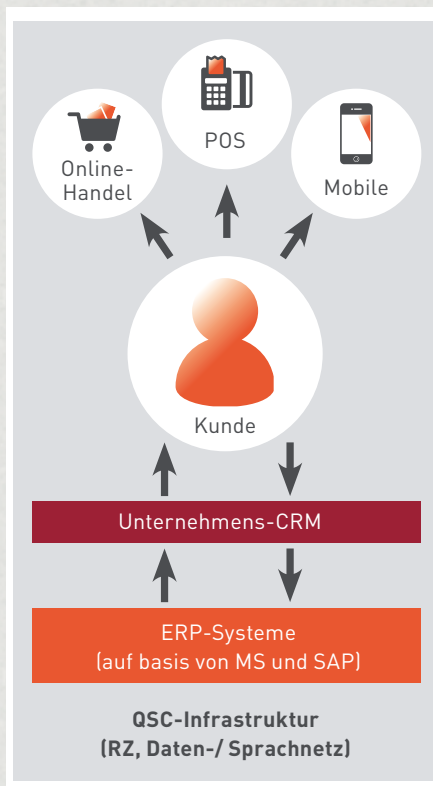 Online-
Handel
POS
Mobile
Kunde
Unternehmens-CRM
ERP-Systeme
(auf basis von MS und SAP)
QSC-Infrastruktur
(RZ, Daten-/ Sprachnetz)